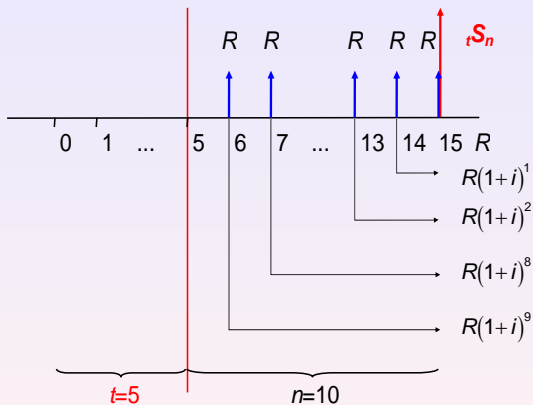 R R R R R ₜSₙ
0 1 ... 5 6 7 ... 13 14 15 R
R(1+i)¹
R(1+i)²
R(1+i)⁸
R(1+i)⁹
t=5 n=10